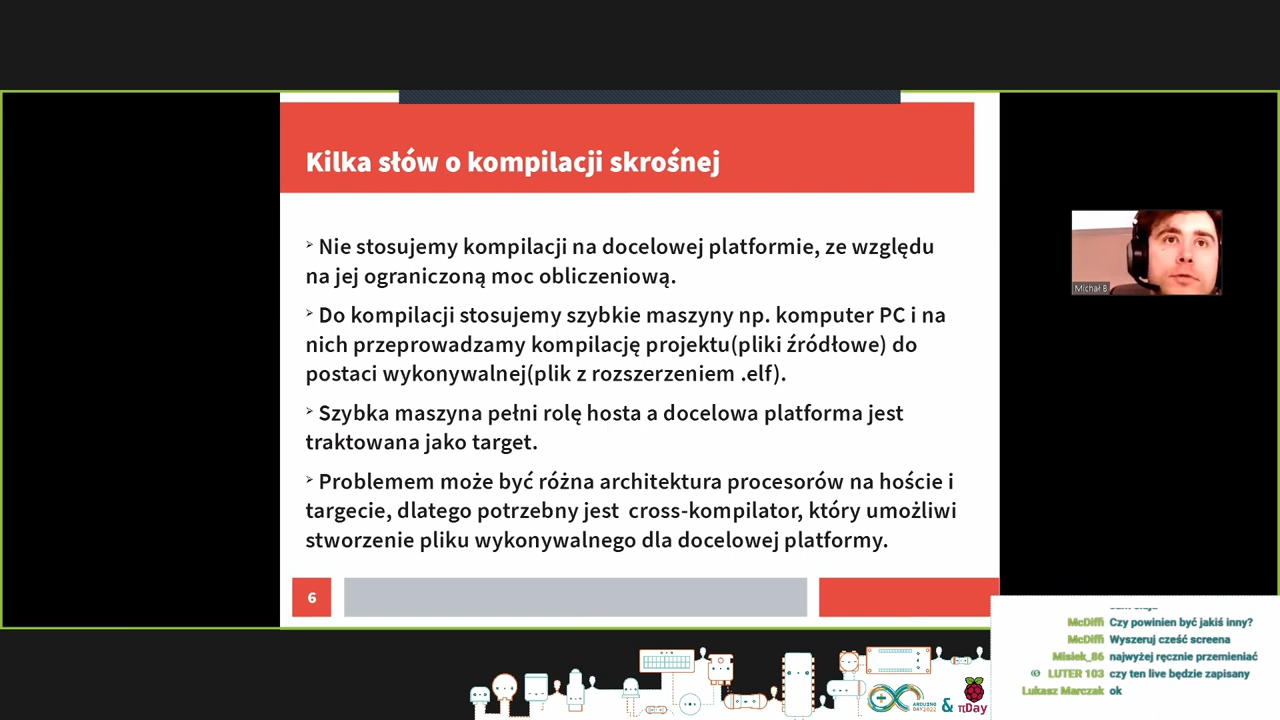 Kilka słów o kompilacji skrośnej
Nie stosujemy kompilacji na docelowej platformie, ze względu
na jej ograniczoną moc obliczeniową.
Do kompilacji stosujemy szybkie maszyny np. komputer PC i na
nich przeprowadzamy kompilację projektu(pliki źródłowe) do
postaci wykonywalnej(plik z rozszerzeniem .elf).
Szybka maszyna pełni rolę hosta a docelowa platforma jest
traktowana jako target.
Problemem może być różna architektura procesorów na hoście i
targecie, dlatego potrzebny jest cross-kompilator, który umożliwi
stworzenie pliku wykonywalnego dla docelowej platformy.
6
Michał B
McDiffi Czy powinien być jakiś inny?
McDiffi Wyszeruj cześć screena
Misiek_86 najwyżej ręcznie przemieniać
LUTER 103 czy ten live będzie zapisany
Lukasz Marczak ok
ARDUINO
DAY2022
& πDay